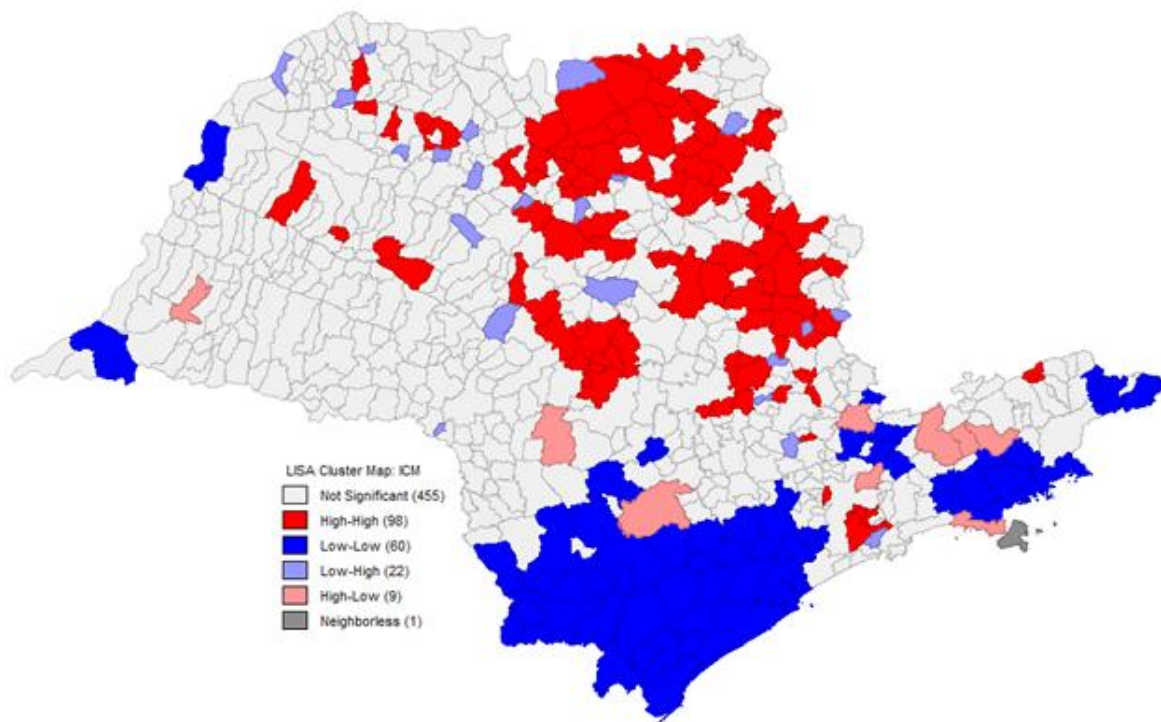 LISA Cluster Map: ICM
Not Significant (455)
High-High (98)
Low-Low (60)
Low-High (22)
High-Low (9)
Neighborless (1)